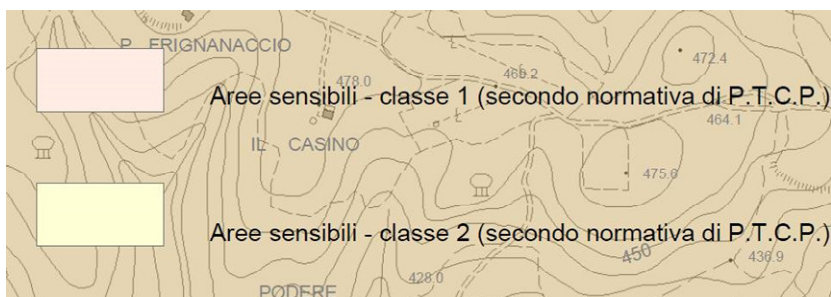 P. FRIGNANACCIO
472.4
478.0
469.2
Aree sensibili - classe 1 (secondo normativa di P.T.C.P.)
464.1
IL CASINO
475.6
Aree sensibili - classe 2 (secondo normativa di P.T.C.P.)
450
436.9
428.0
PODERE